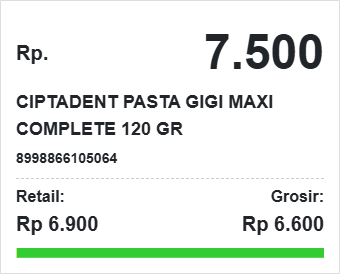 Rp. 7.500
CIPTADENT PASTA GIGI MAXI
COMPLETE 120 GR
8998866105064
Retail: Grosir:
Rp 6.900 Rp 6.600